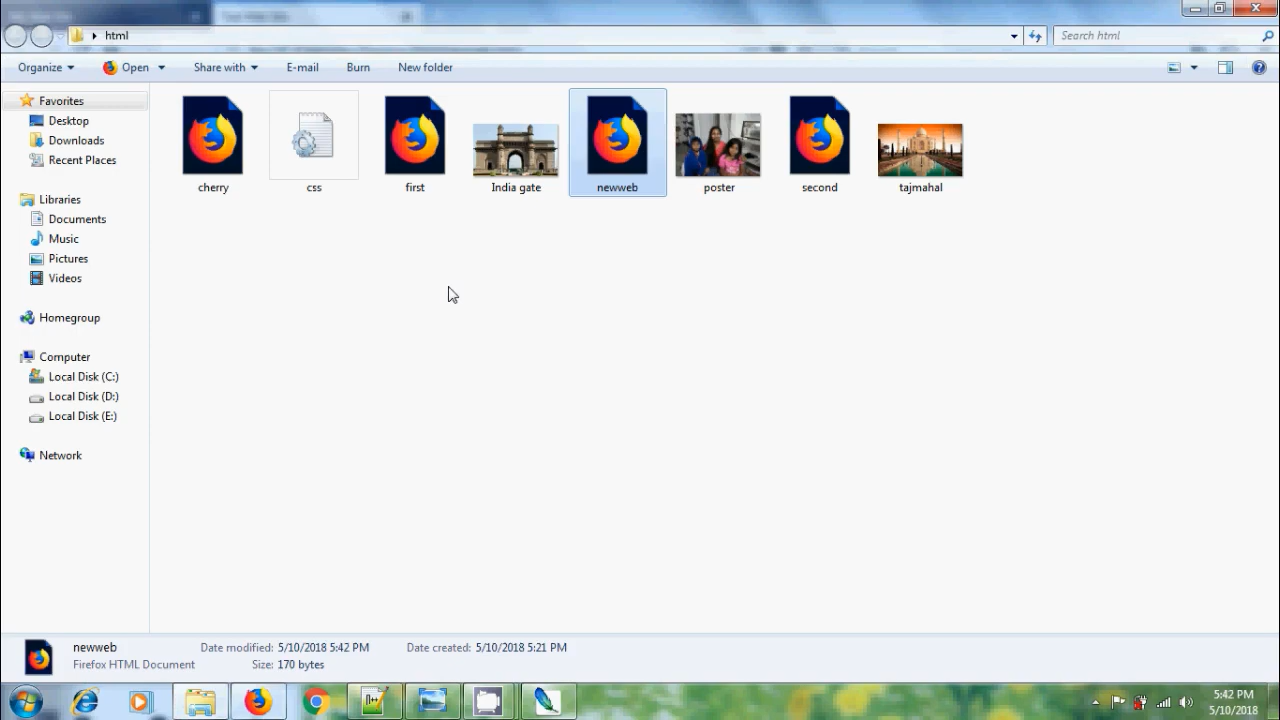 html
Search html
Organize Open Share with E-mail Burn New folder
Favorites
Desktop
Downloads
Recent Places
Libraries
Documents
Music
Pictures
Videos
Homegroup
Computer
Local Disk (C:)
Local Disk (D:)
Local Disk (E:)
Network
cherry css first India gate newweb poster second tajmahal
newweb Date modified: 5/10/2018 5:42 PM Date created: 5/10/2018 5:21 PM
Firefox HTML Document Size: 170 bytes
5:42 PM
5/10/2018